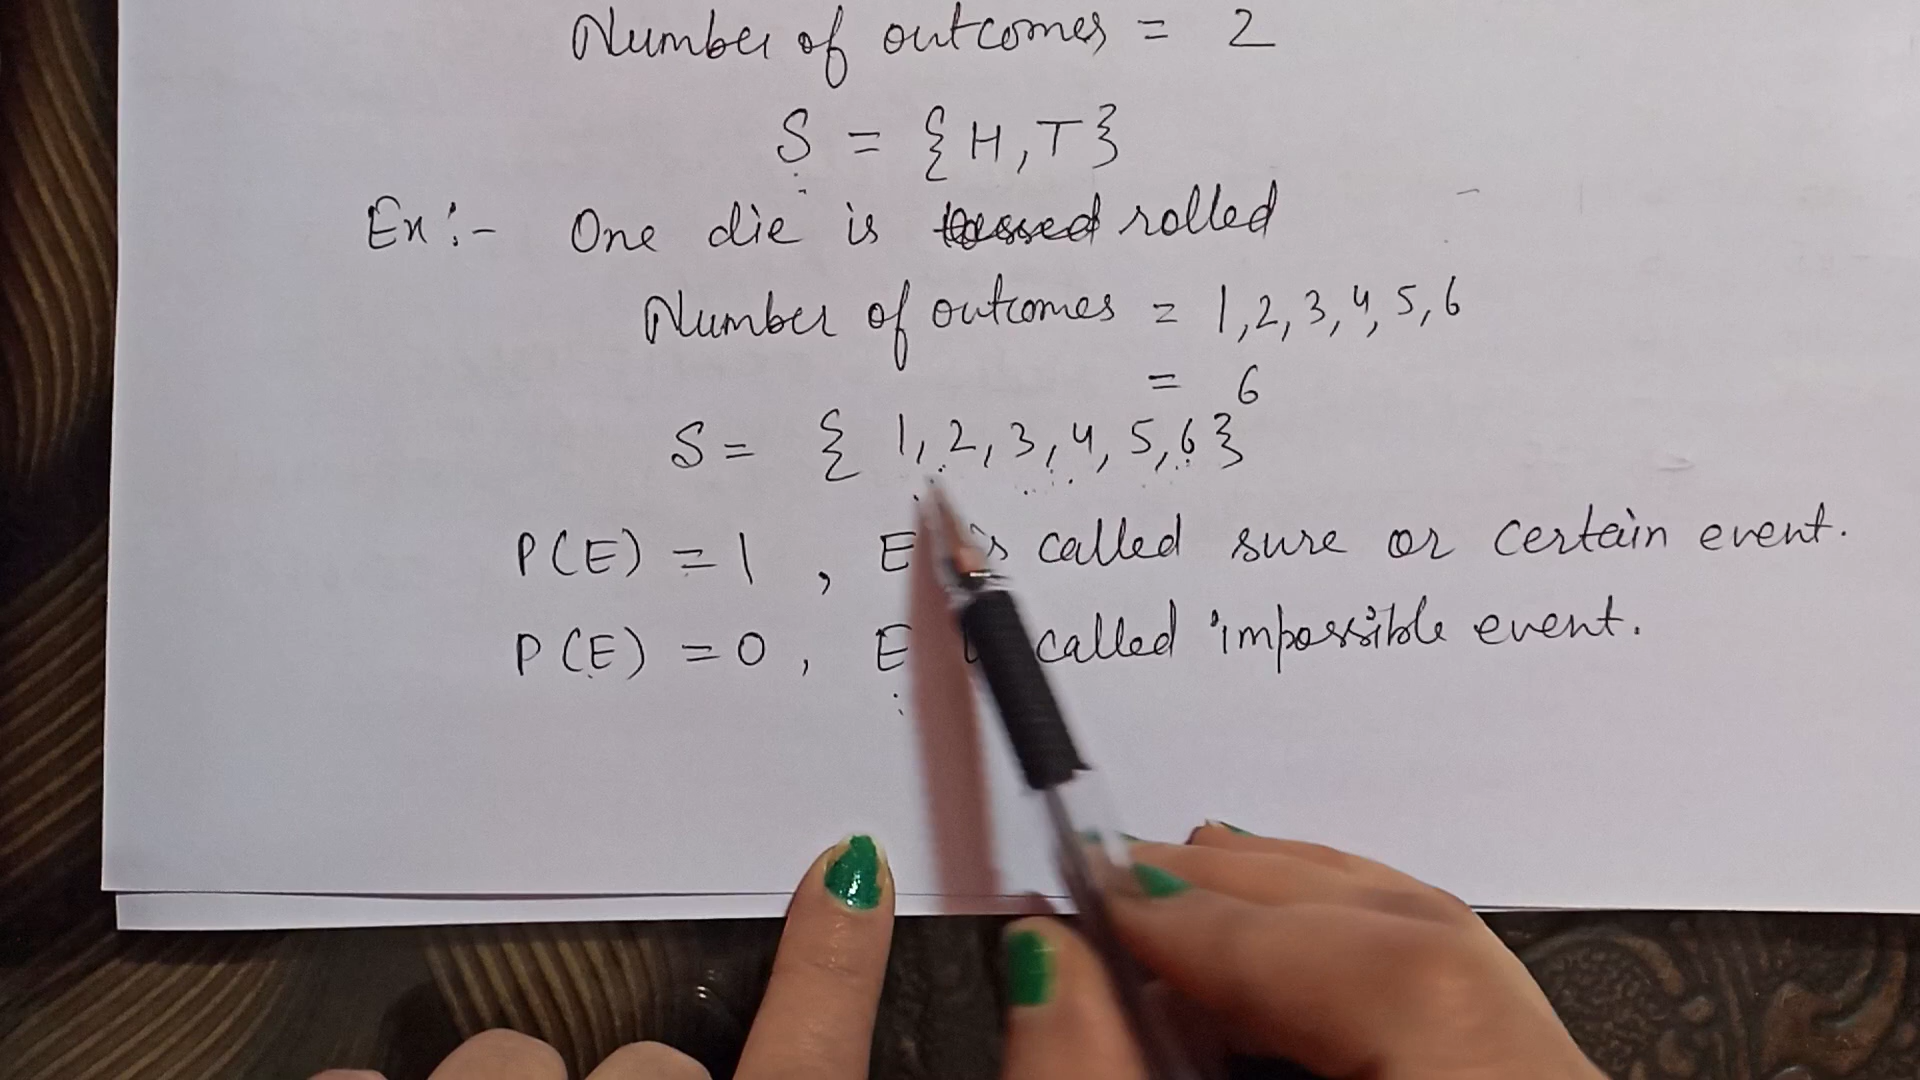 Number of outcomes = 2
S = {H, T}
Ex :- One die is tossed rolled
Number of outcomes = 1, 2, 3, 4, 5, 6
= 6
S = { 1, 2, 3, 4, 5, 6 }
P(E) = 1 , E is called sure or certain event.
P(E) = 0 , E called impossible event.